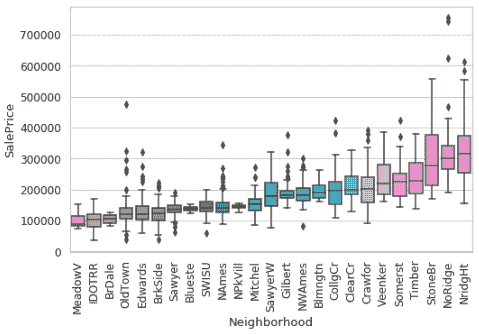 SalePrice
700000
600000
500000
400000
300000
200000
100000
0
MeadowV
IDOTRR
BrDale
OldTown
Edwards
BrkSide
Sawyer
Blueste
SWISU
NAmes
NPkVill
Mitchel
SawyerW
Gilbert
NWAmes
Blmngtn
CollgCr
ClearCr
Crawfor
Veenker
Somerst
Timber
StoneBr
NoRidge
NridgHt
Neighborhood